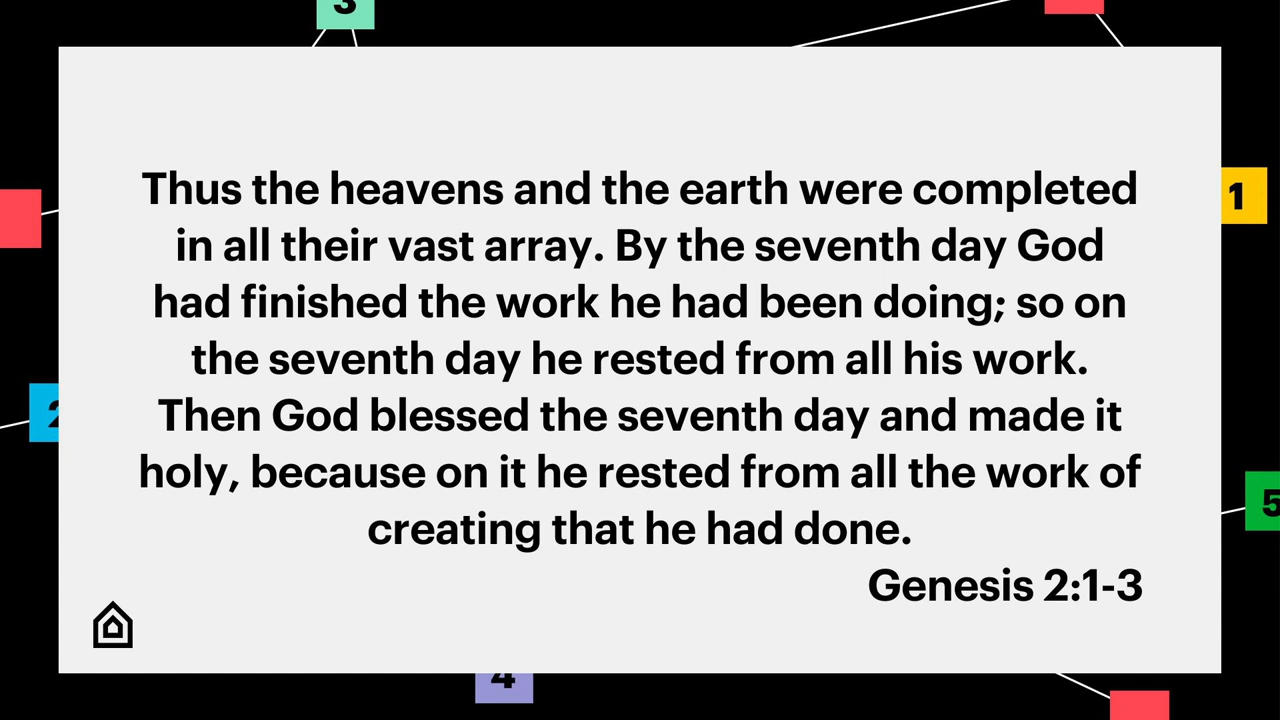 3
1
Thus the heavens and the earth were completed
in all their vast array. By the seventh day God
had finished the work he had been doing; so on
the seventh day he rested from all his work.
Then God blessed the seventh day and made it
holy, because on it he rested from all the work of
creating that he had done.
Genesis 2:1-3
2
5
4